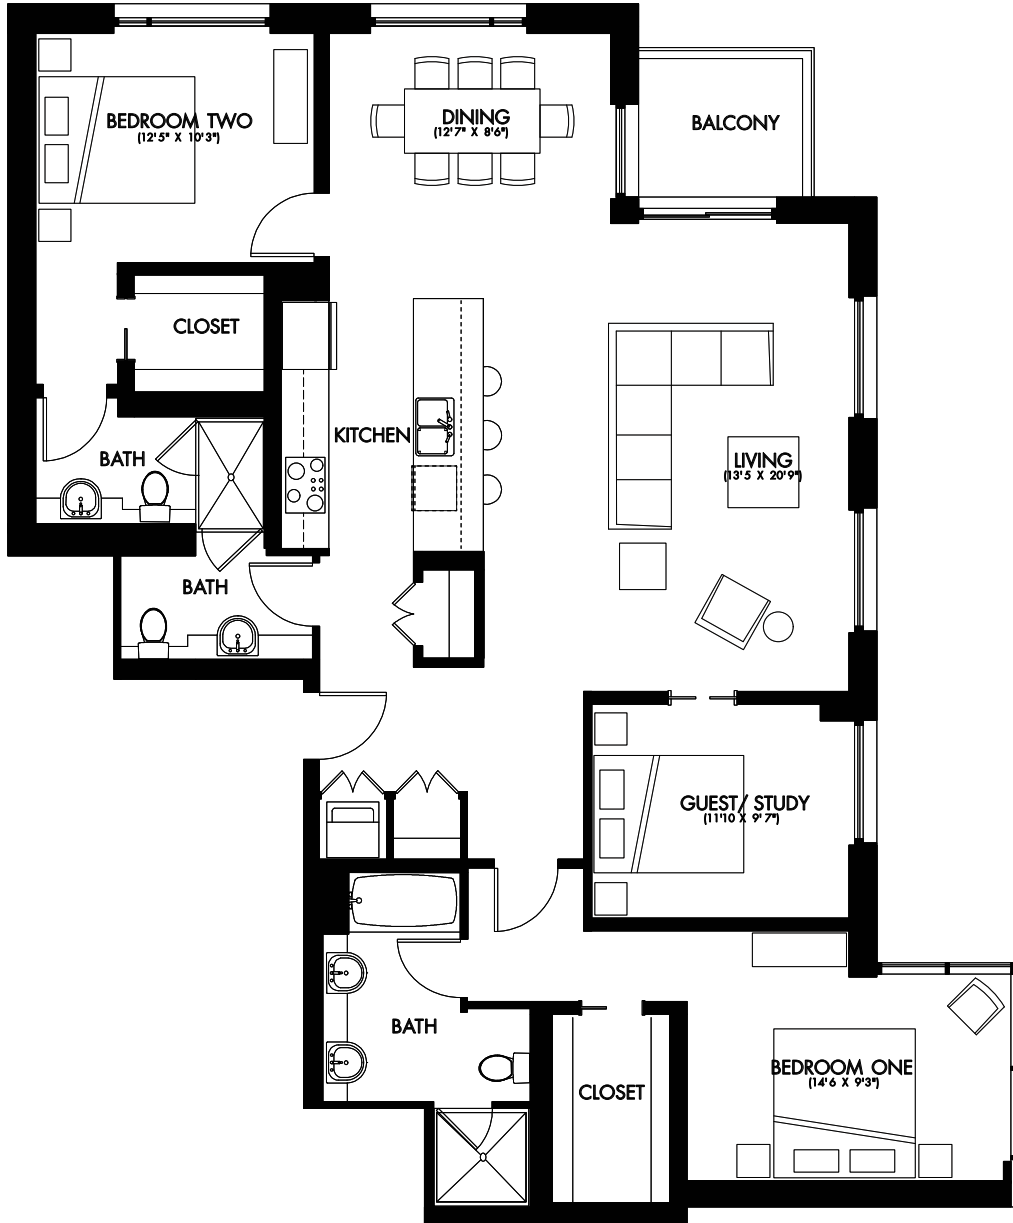 BEDROOM TWO
(12'5" X 10'3")
DINING
(12'7" X 8'6")
BALCONY
CLOSET
KITCHEN
BATH
LIVING
(13'5 X 20'9")
BATH
GUEST/ STUDY
(11'10 X 9' 7")
BATH
BEDROOM ONE
(14'6 X 9'3")
CLOSET